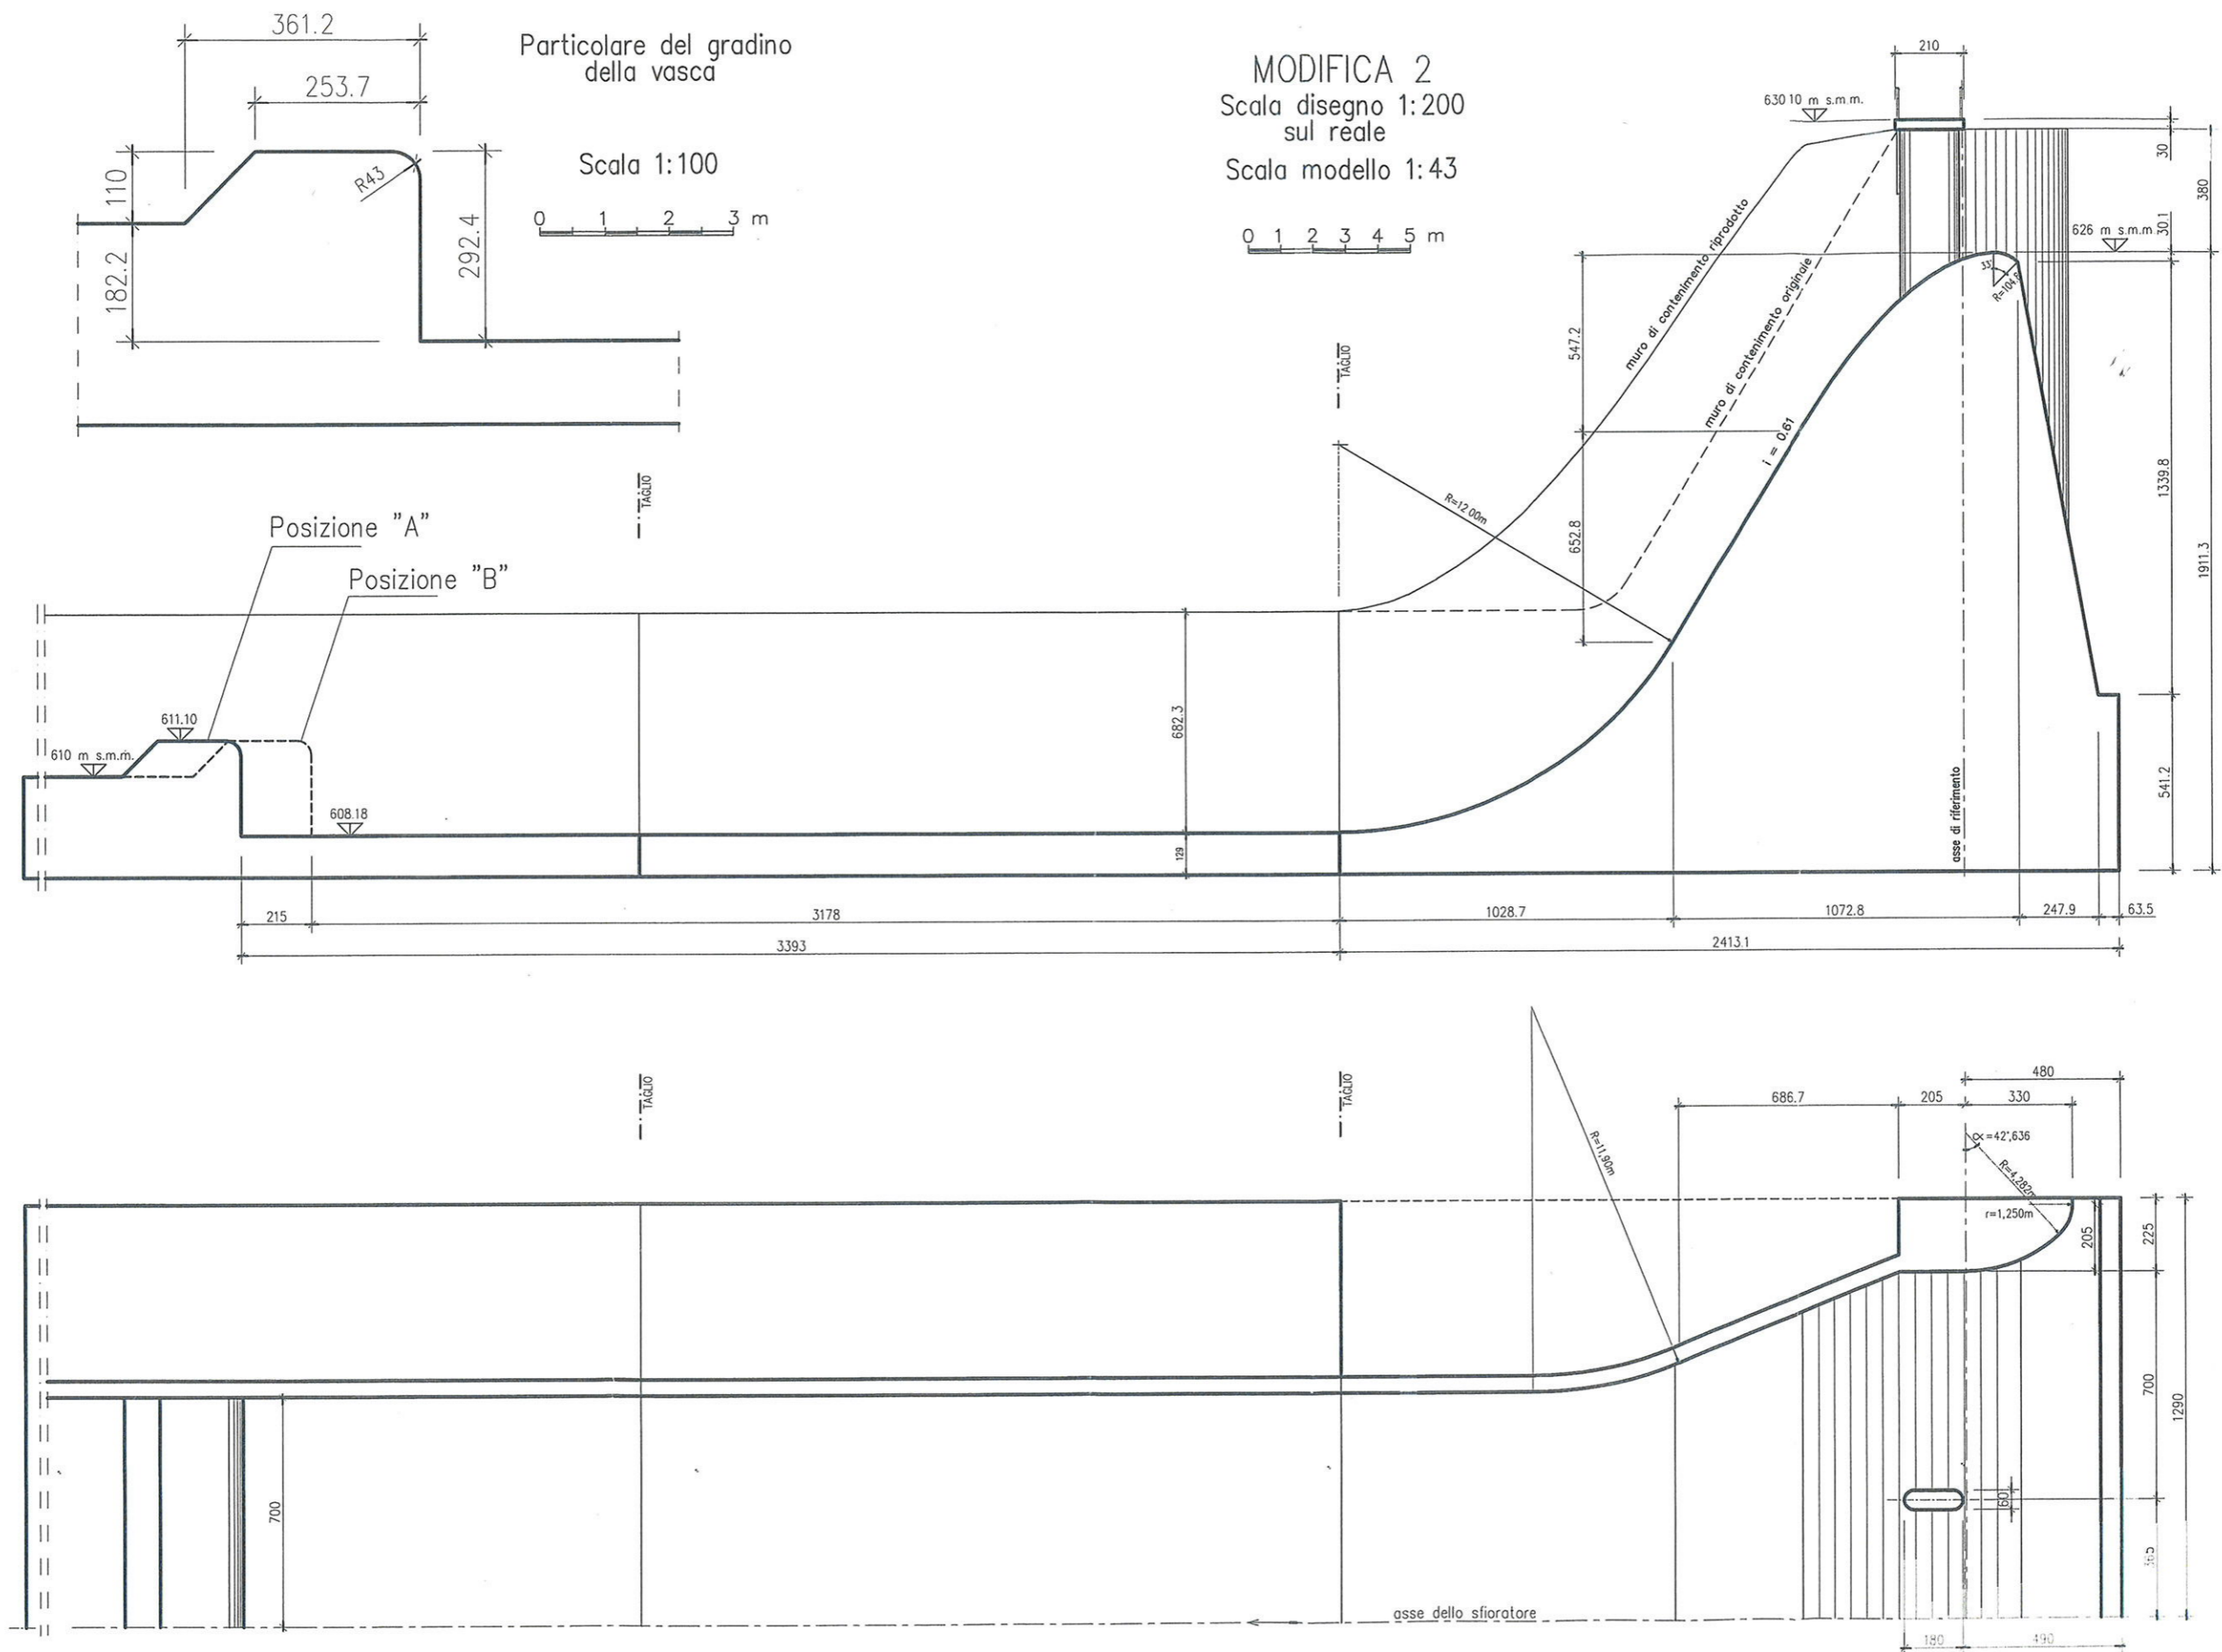 361.2
253.7
110
182.2
R43
292.4
Particolare del gradino
della vasca
Scala 1:100
0 1 2 3 m
MODIFICA 2
Scala disegno 1:200
sul reale
Scala modello 1:43
0 1 2 3 4 5 m
210
630 10 m s.m.m.
30
380
30.1
626 m s.m.m
33°
muro di contenimento riprodotto
muro di contenimento originale
i = 0.61
547.2
652.8
R=12.00m
TAGLIO
TAGLIO
Posizione "A"
Posizione "B"
611.10
610 m s.m.m.
608.18
682.3
129
asse di riferimento
1339.8
1911.3
541.2
215
3178
1028.7
1072.8
247.9
63.5
3393
2413.1
TAGLIO
TAGLIO
R=11,90m
480
686.7
205
330
α=42°,636
R=4,282m
r=1,250m
205
225
700
1290
700
60
365
asse dello sfioratore
180
490